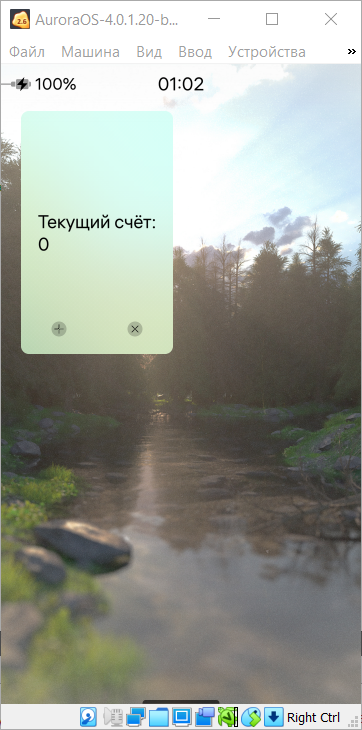 AuroraOS-4.0.1.20-b...
Файл Машина Вид Ввод Устройства »
100% 01:02
Текущий счёт:
0
Right Ctrl